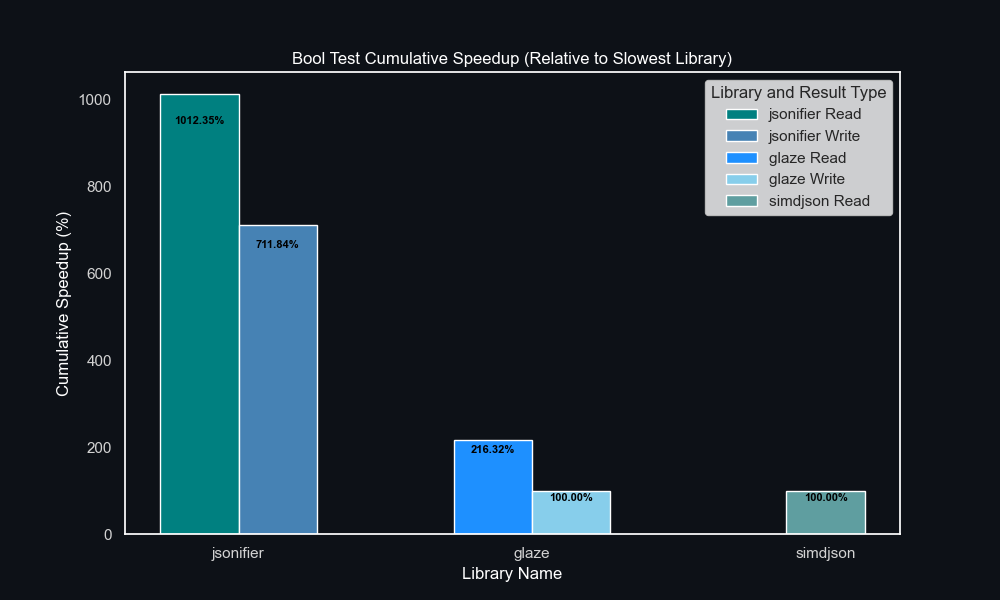 Bool Test Cumulative Speedup (Relative to Slowest Library)
Cumulative Speedup (%)
1000
800
600
400
200
0
1012.35%
711.84%
216.32%
100.00%
100.00%
Library and Result Type
jsonifier Read
jsonifier Write
glaze Read
glaze Write
simdjson Read
jsonifier
glaze
simdjson
Library Name